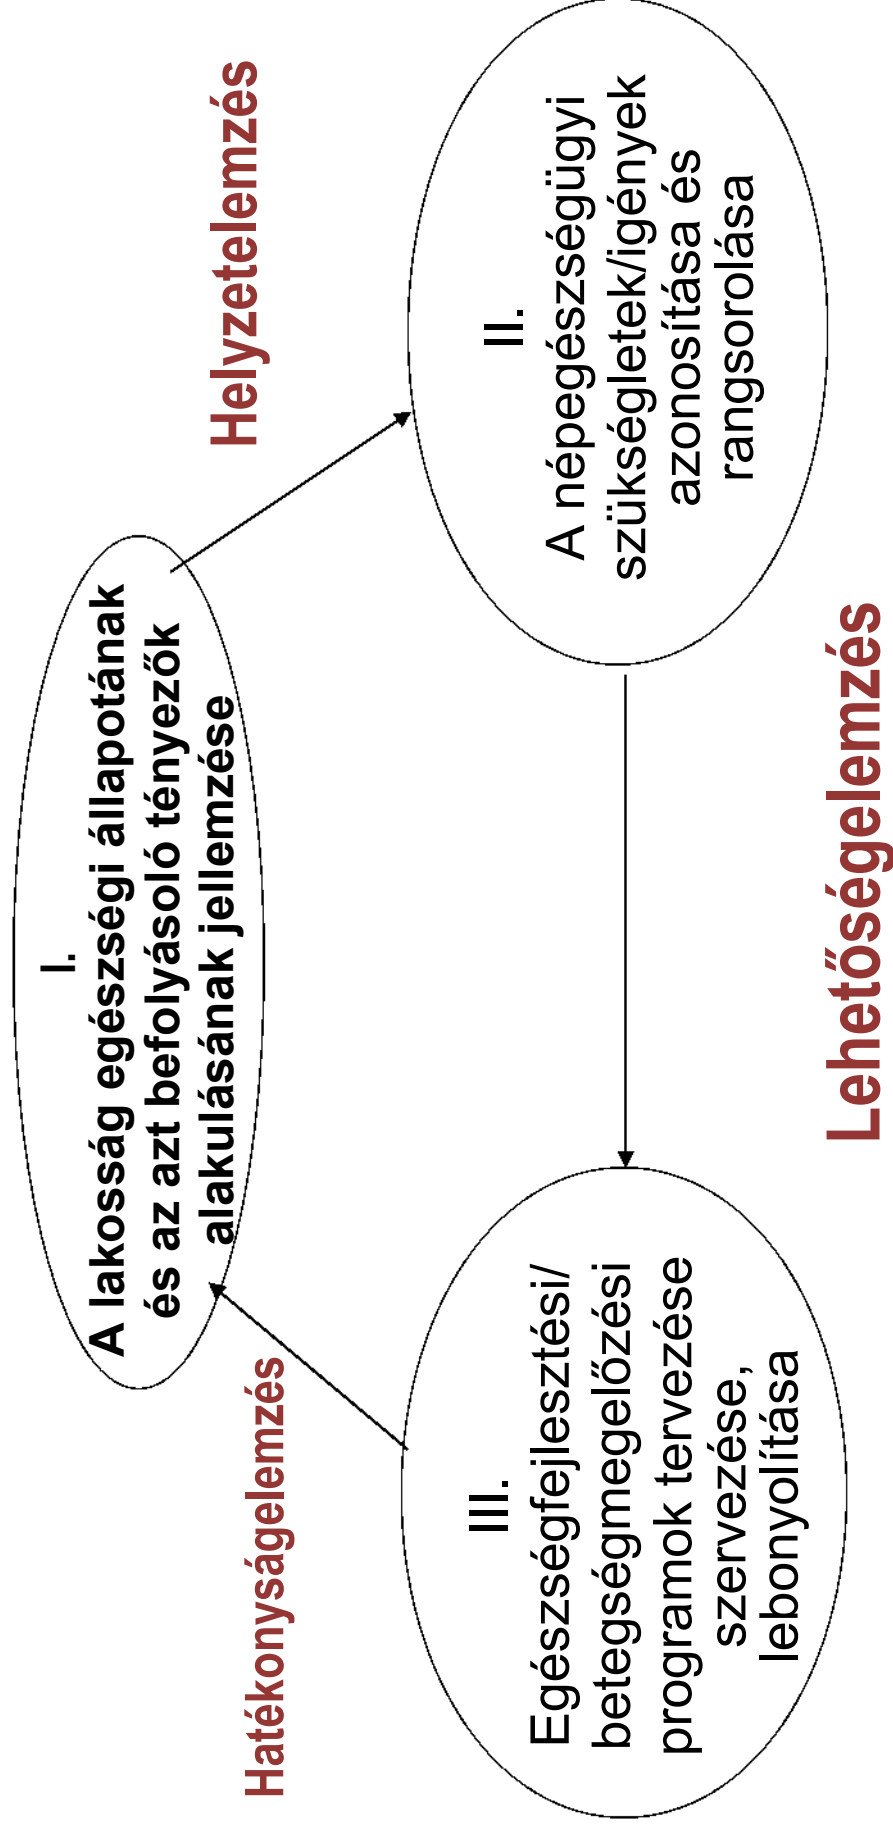 I.
A lakosság egészségi állapotának
és az azt befolyásoló tényezők
alakulásának jellemzése
Hatékonyságelemzés
Helyzetelemzés
III.
Egészségfejlesztési/
betegségmegelőzési
programok tervezése
szervezése,
lebonyolítása
II.
A népegészségügyi
szükségletek/igények
azonosítása és
rangsorolása
Lehetőségelemzés